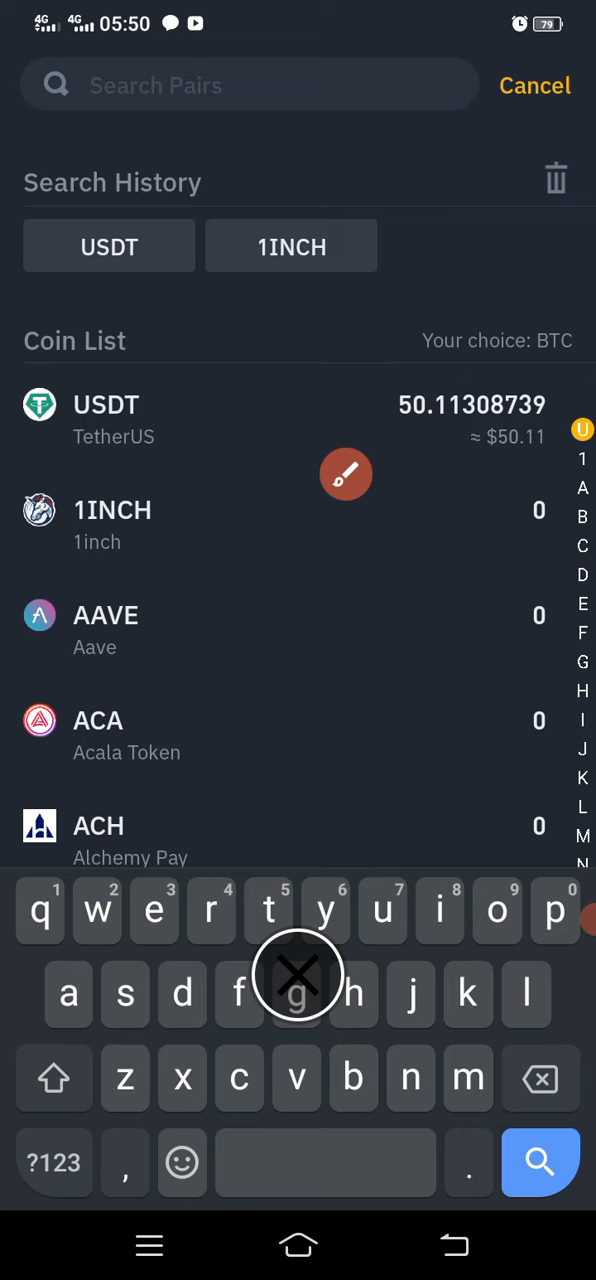 4G 4G 05:50 79
Search Pairs Cancel
Search History
USDT 1INCH
Coin List Your choice: BTC
USDT 50.11308739
TetherUS ≈ $50.11
U
1INCH 0
1inch
AAVE 0
Aave
ACA 0
Acala Token
ACH 0
Alchemy Pay
1
A
B
C
D
E
F
G
H
I
J
K
L
M
N
1 2 3 4 5 6 7 8 9 0
q w e r t y u i o p
a s d f g h j k l
z x c v b n m
?123 , .